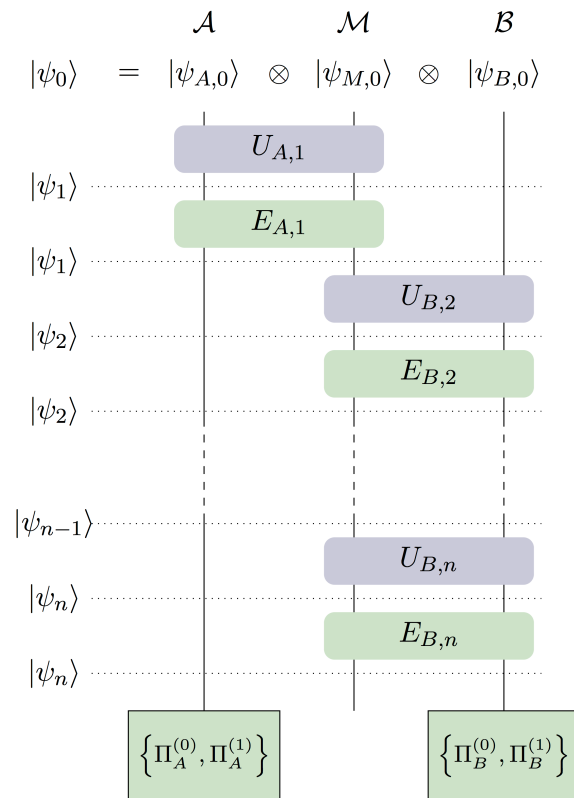 𝒜 ℳ ℬ
|ψ₀⟩ = |ψ_{A,0}⟩ ⊗ |ψ_{M,0}⟩ ⊗ |ψ_{B,0}⟩
U_{A,1}
|ψ₁⟩
E_{A,1}
|ψ₁⟩
U_{B,2}
|ψ₂⟩
E_{B,2}
|ψ₂⟩
|ψ_{n−1}⟩
U_{B,n}
|ψ_n⟩
E_{B,n}
|ψ_n⟩
{Π_A^{(0)}, Π_A^{(1)}} {Π_B^{(0)}, Π_B^{(1)}}